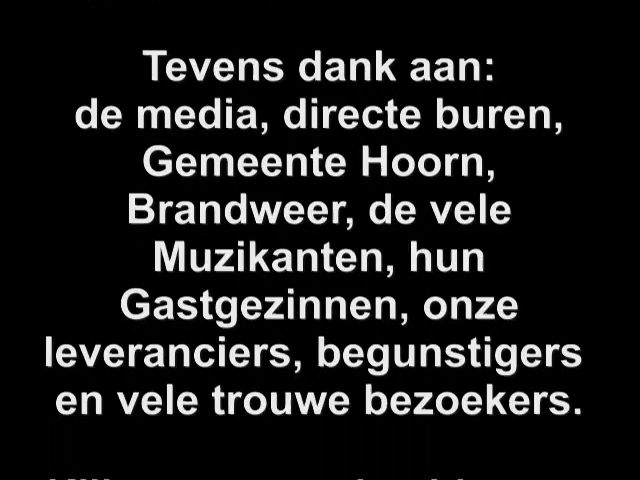 Tevens dank aan:
de media, directe buren,
Gemeente Hoorn,
Brandweer, de vele
Muzikanten, hun
Gastgezinnen, onze
leveranciers, begunstigers
en vele trouwe bezoekers.